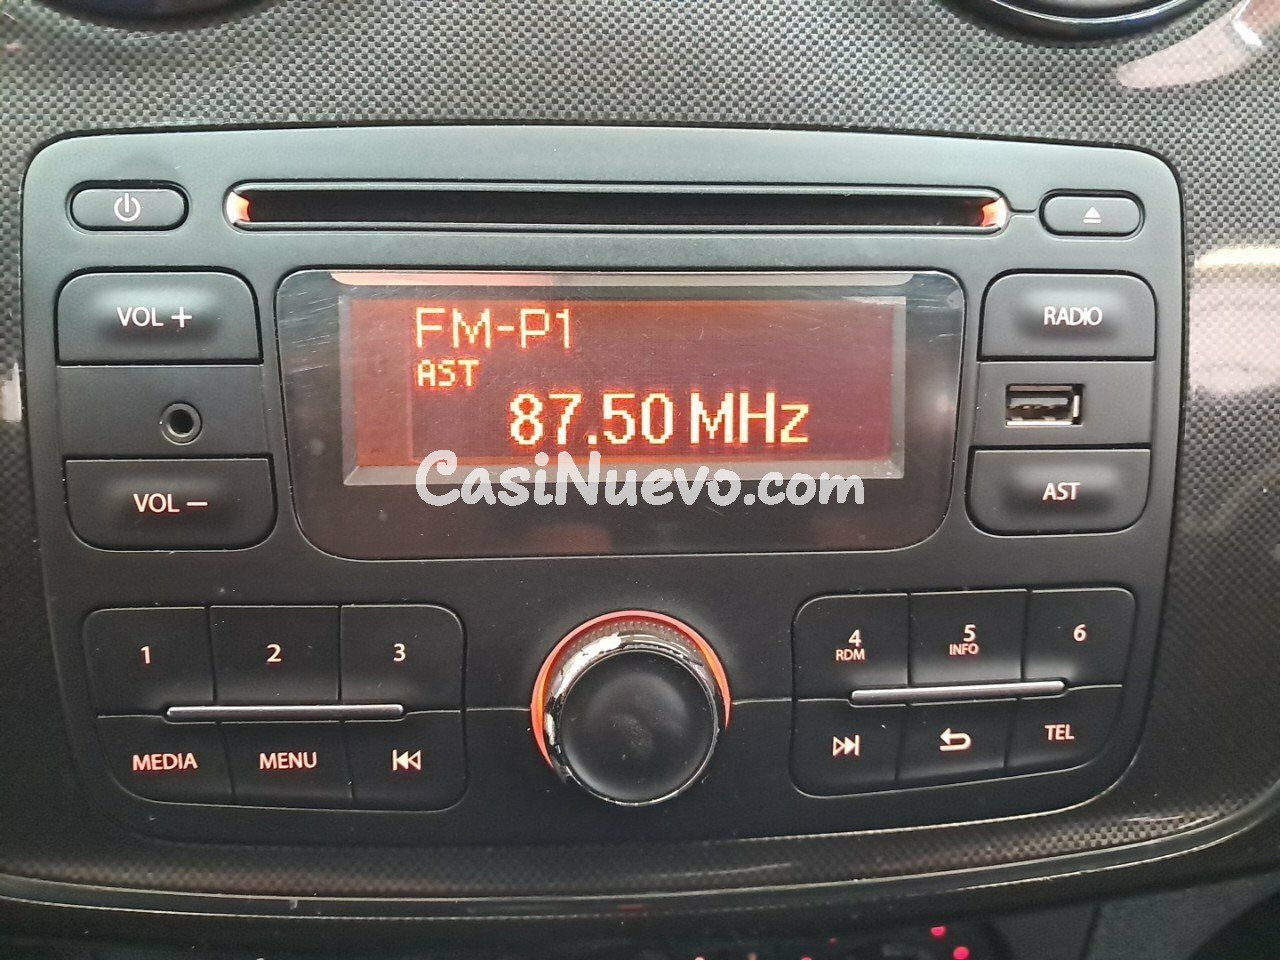 VOL +
RADIO
FM-P1
AST
87.50 MHz
CasiNuevo.com
VOL –
AST
1
2
3
4
RDM
5
INFO
6
MEDIA
MENU
TEL